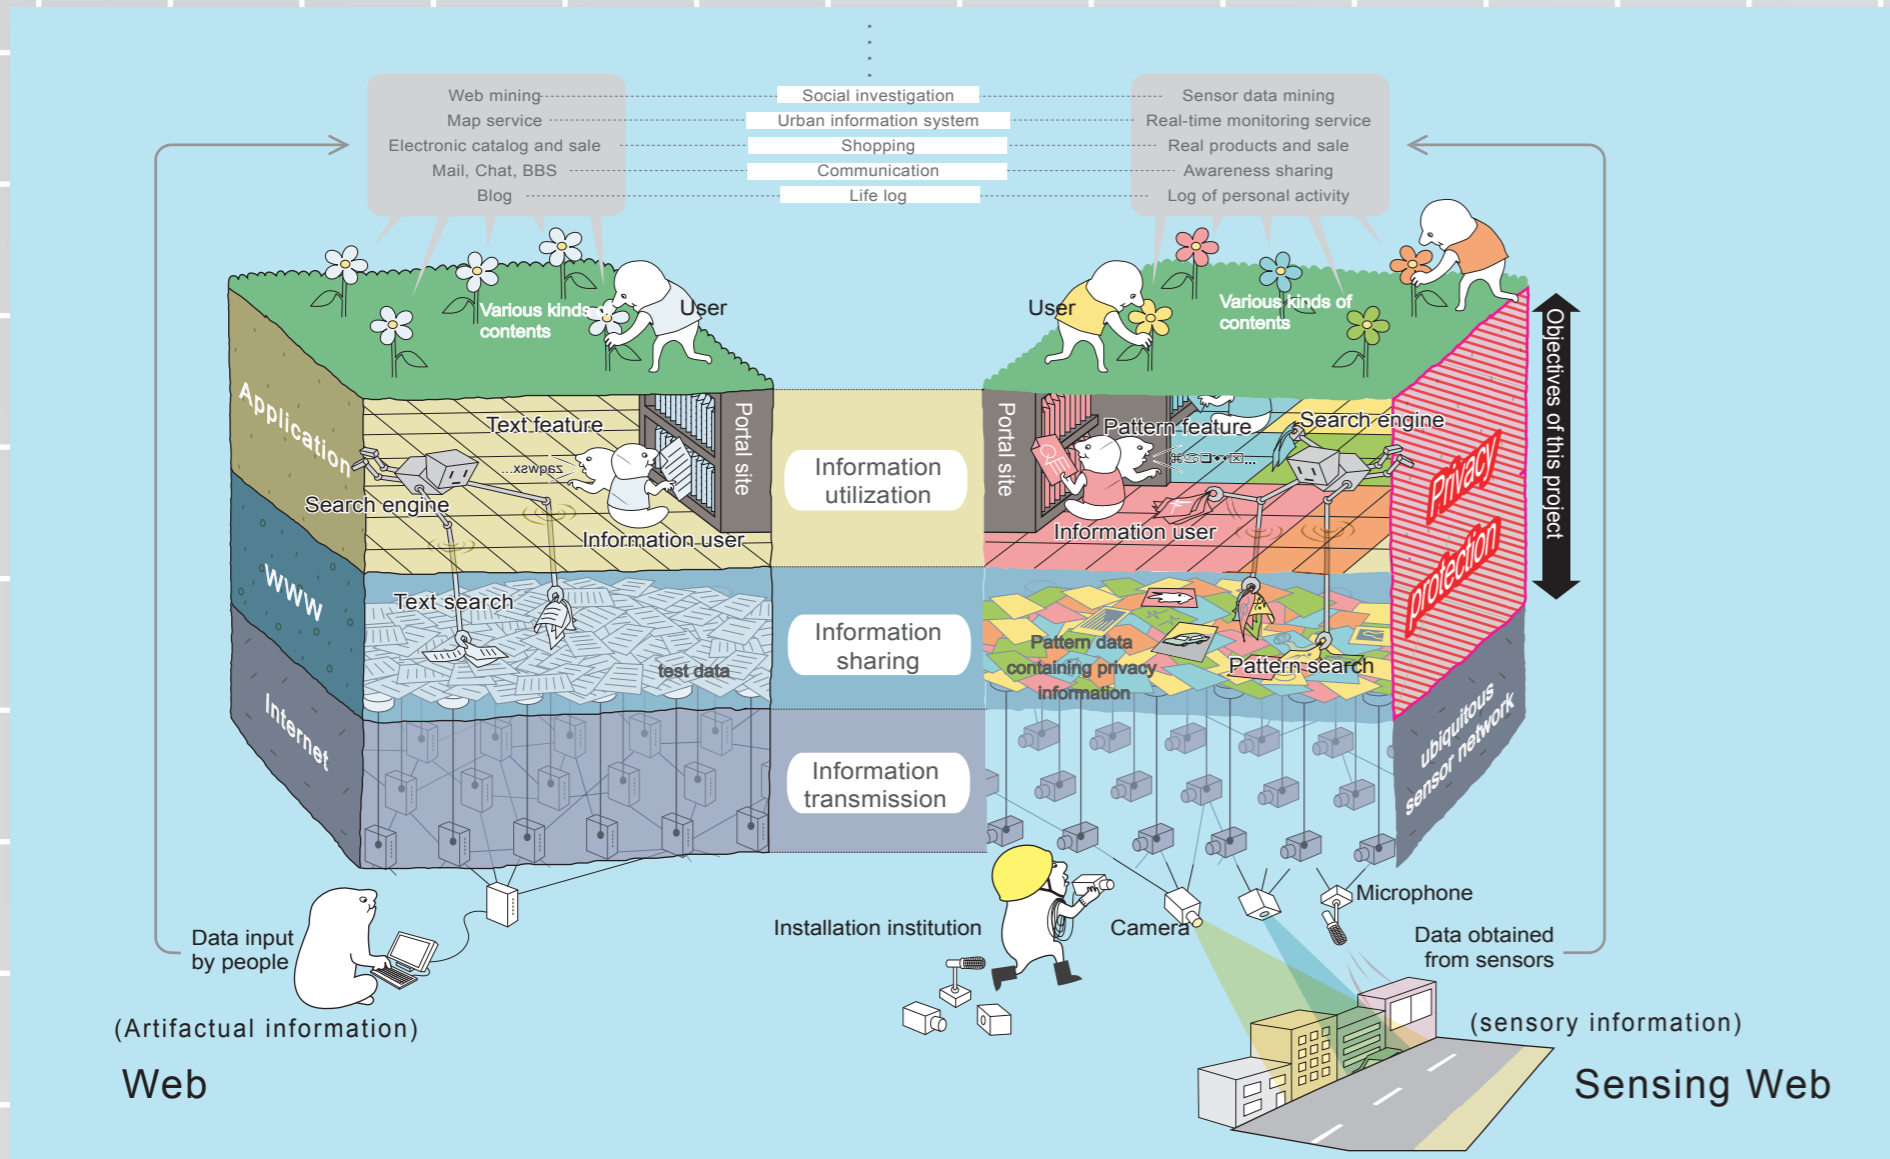 Web mining
Social investigation
Sensor data mining
Map service
Urban information system
Real-time monitoring service
Electronic catalog and sale
Shopping
Real products and sale
Mail, Chat, BBS
Communication
Awareness sharing
Blog
Life log
Log of personal activity
Various kinds of
contents
User
User
Various kinds of
contents
Objectives of this project
Application
Text feature
Portal site
...xswqaz
Search engine
Information user
Information
utilization
Portal site
Pattern feature
Search engine
Information user
Privacy
protection
WWW
Text search
test data
Information
sharing
Pattern data
containing privacy
information
Pattern search
Internet
Information
transmission
ubiquitous
sensor network
Data input
by people
Installation institution
Camera
Microphone
Data obtained
from sensors
(Artifactual information)
Web
(sensory information)
Sensing Web